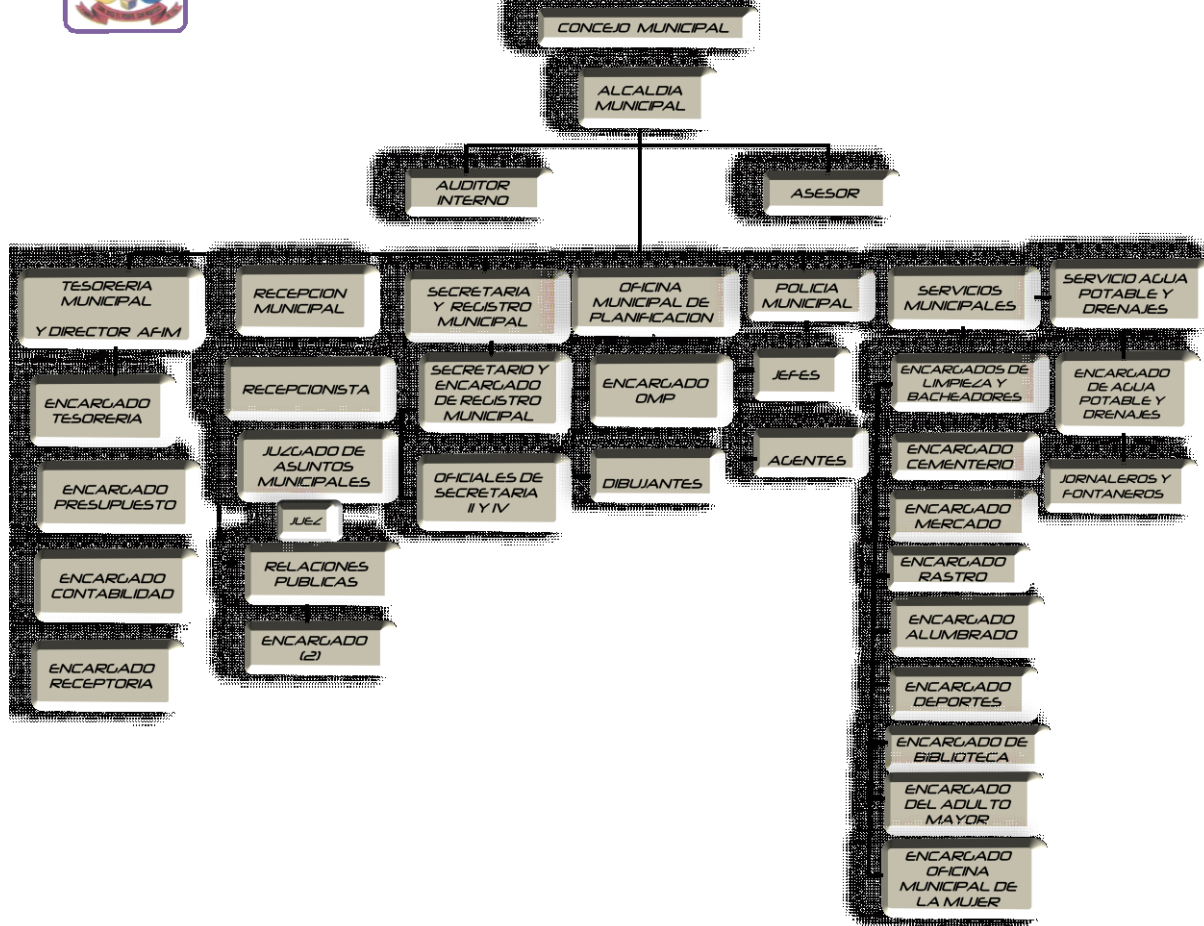 CONCEJO MUNICIPAL
ALCALDIA
MUNICIPAL
AUDITOR
INTERNO
ASESOR
TESORERIA
MUNICIPAL
Y DIRECTOR AFIM
RECEPCION
MUNICIPAL
SECRETARIA
Y REGISTRO
MUNICIPAL
OFICINA
MUNICIPAL DE
PLANIFICACION
POLICIA
MUNICIPAL
SERVICIOS
MUNICIPALES
SERVICIO AGUA
POTABLE Y
DRENAJES
ENCARGADO
TESORERIA
ENCARGADO
PRESUPUESTO
ENCARGADO
CONTABILIDAD
ENCARGADO
RECEPTORIA
RECEPCIONISTA
JUZGADO DE
ASUNTOS
MUNICIPALES
JUEZ
RELACIONES
PUBLICAS
ENCARGADO
(2)
SECRETARIO Y
ENCARGADO
DE REGISTRO
MUNICIPAL
OFICIALES DE
SECRETARIA
II Y IV
ENCARGADO
OMP
DIBUJANTES
JEFES
AGENTES
ENCARGADOS DE
LIMPIEZA Y
BACHEADORES
ENCARGADO
CEMENTERIO
ENCARGADO
MERCADO
ENCARGADO
RASTRO
ENCARGADO
ALUMBRADO
ENCARGADO
DEPORTES
ENCARGADO DE
BIBLIOTECA
ENCARGADO
DEL ADULTO
MAYOR
ENCARGADO
OFICINA
MUNICIPAL DE
LA MUJER
ENCARGADO
DE AGUA
POTABLE Y
DRENAJES
JORNALEROS Y
FONTANEROS